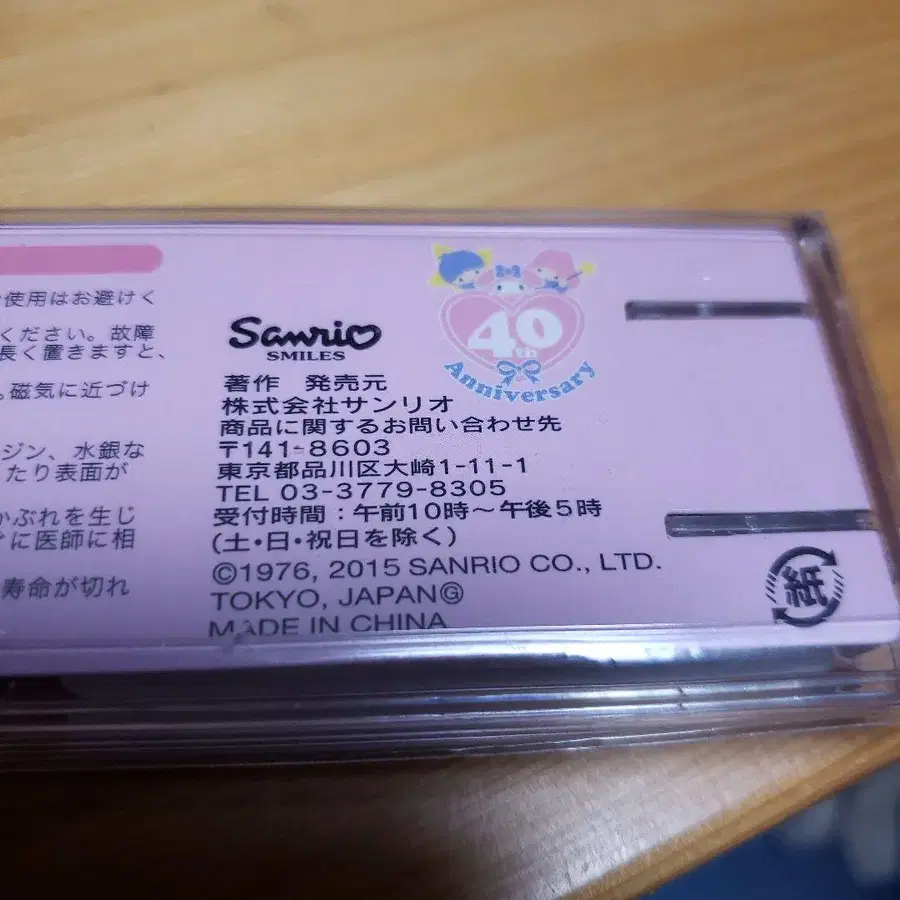 使用はお避けく
ください。故障
長く置きますと、
。磁気に近づけ
ジン、水銀な
たり表面が
かぶれを生じ
ぐに医師に相
寿命が切れ
Sanrio
SMILES
40th
Anniversary
著作 発売元
株式会社サンリオ
商品に関するお問い合わせ先
〒141-8603
東京都品川区大崎1-11-1
TEL 03-3779-8305
受付時間：午前10時～午後5時
(土・日・祝日を除く)
©1976, 2015 SANRIO CO., LTD.
TOKYO, JAPAN Ⓖ
MADE IN CHINA
紙